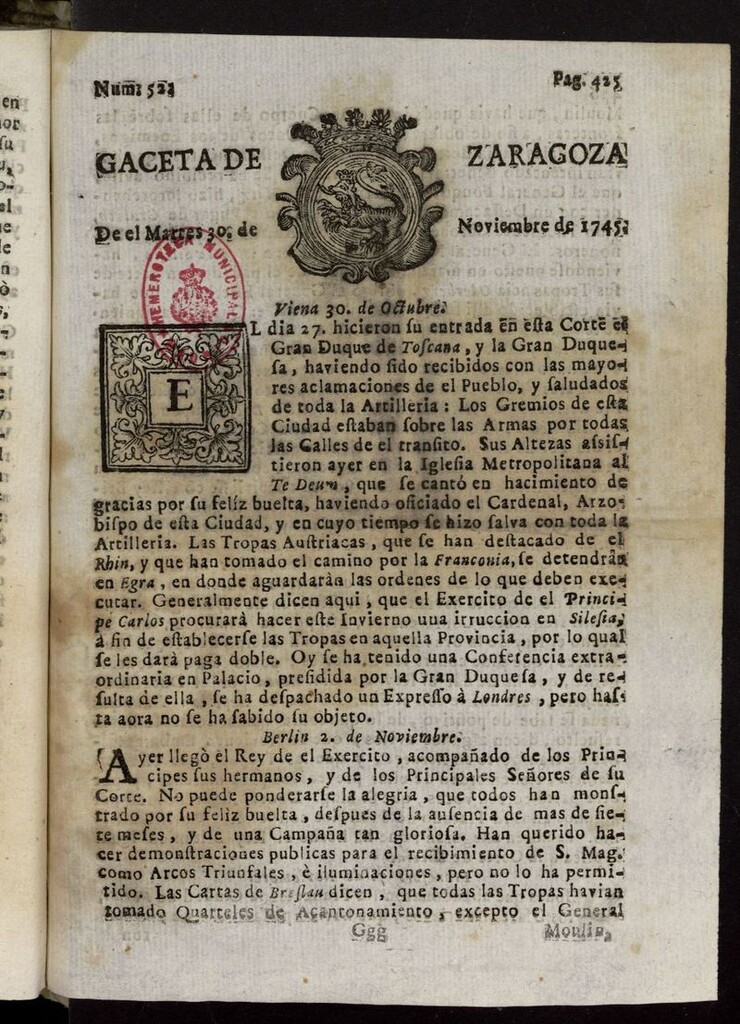 Num. 52.
Pag. 425
GACETA DE ZARAGOZA
De el Martes 30. de Noviembre de 1745.
HEMEROTECA MUNICIPAL
Viena 30. de Octubre.
EL dia 27. hicieron ſu entrada en eſta Corte el
Gran Duque de Toſcana, y la Gran Duque-
ſa, haviendo ſido recibidos con las mayo-
res aclamaciones de el Pueblo, y ſaludados
de toda la Artilleria: Los Gremios de eſta
Ciudad eſtaban ſobre las Armas por todas
las Calles de el tranſito. Sus Altezas aſsiſ-
tieron ayer en la Igleſia Metropolitana al
Te Deum, que ſe cantó en hacimiento de
gracias por ſu felíz buelta, haviendo oficiado el Cardenal, Arzo-
biſpo de eſta Ciudad, y en cuyo tiempo ſe hizo ſalva con toda la
Artilleria. Las Tropas Auſtriacas, que ſe han deſtacado de el
Rhin, y que han tomado el camino por la Franconia, ſe detendràn
en Egra, en donde aguardaràn las ordenes de lo que deben exe-
cutar. Generalmente dicen aqui, que el Exercito de el Princi-
pe Carlos procurarà hacer eſte Invierno una irruccion en Sileſia,
à fin de eſtablecerſe las Tropas en aquella Provincia, por lo qual
ſe les darà paga doble. Oy ſe ha tenido una Conferencia extra-
ordinaria en Palacio, preſidida por la Gran Duqueſa, y de re-
ſulta de ella, ſe ha deſpachado un Expreſſo à Londres, pero haſ-
ta aora no ſe ha ſabido ſu objeto.
Berlin 2. de Noviembre.
Ayer llegò el Rey de el Exercito, acompañado de los Prin-
cipes ſus hermanos, y de los Principales Señores de ſu
Corte. No puede ponderarſe la alegria, que todos han monſ-
trado por ſu feliz buelta, deſpues de la auſencia de mas de ſie-
te meſes, y de una Campaña tan glorioſa. Han querido ha-
cer demonſtraciones publicas para el recibimiento de S. Mag.
como Arcos Triunfales, è iluminaciones, pero no lo ha permi-
tido. Las Cartas de Breſlau dicen, que todas las Tropas havian
tomado Quarteles de Acantonamiento, excepto el General
Ggg Moulin,